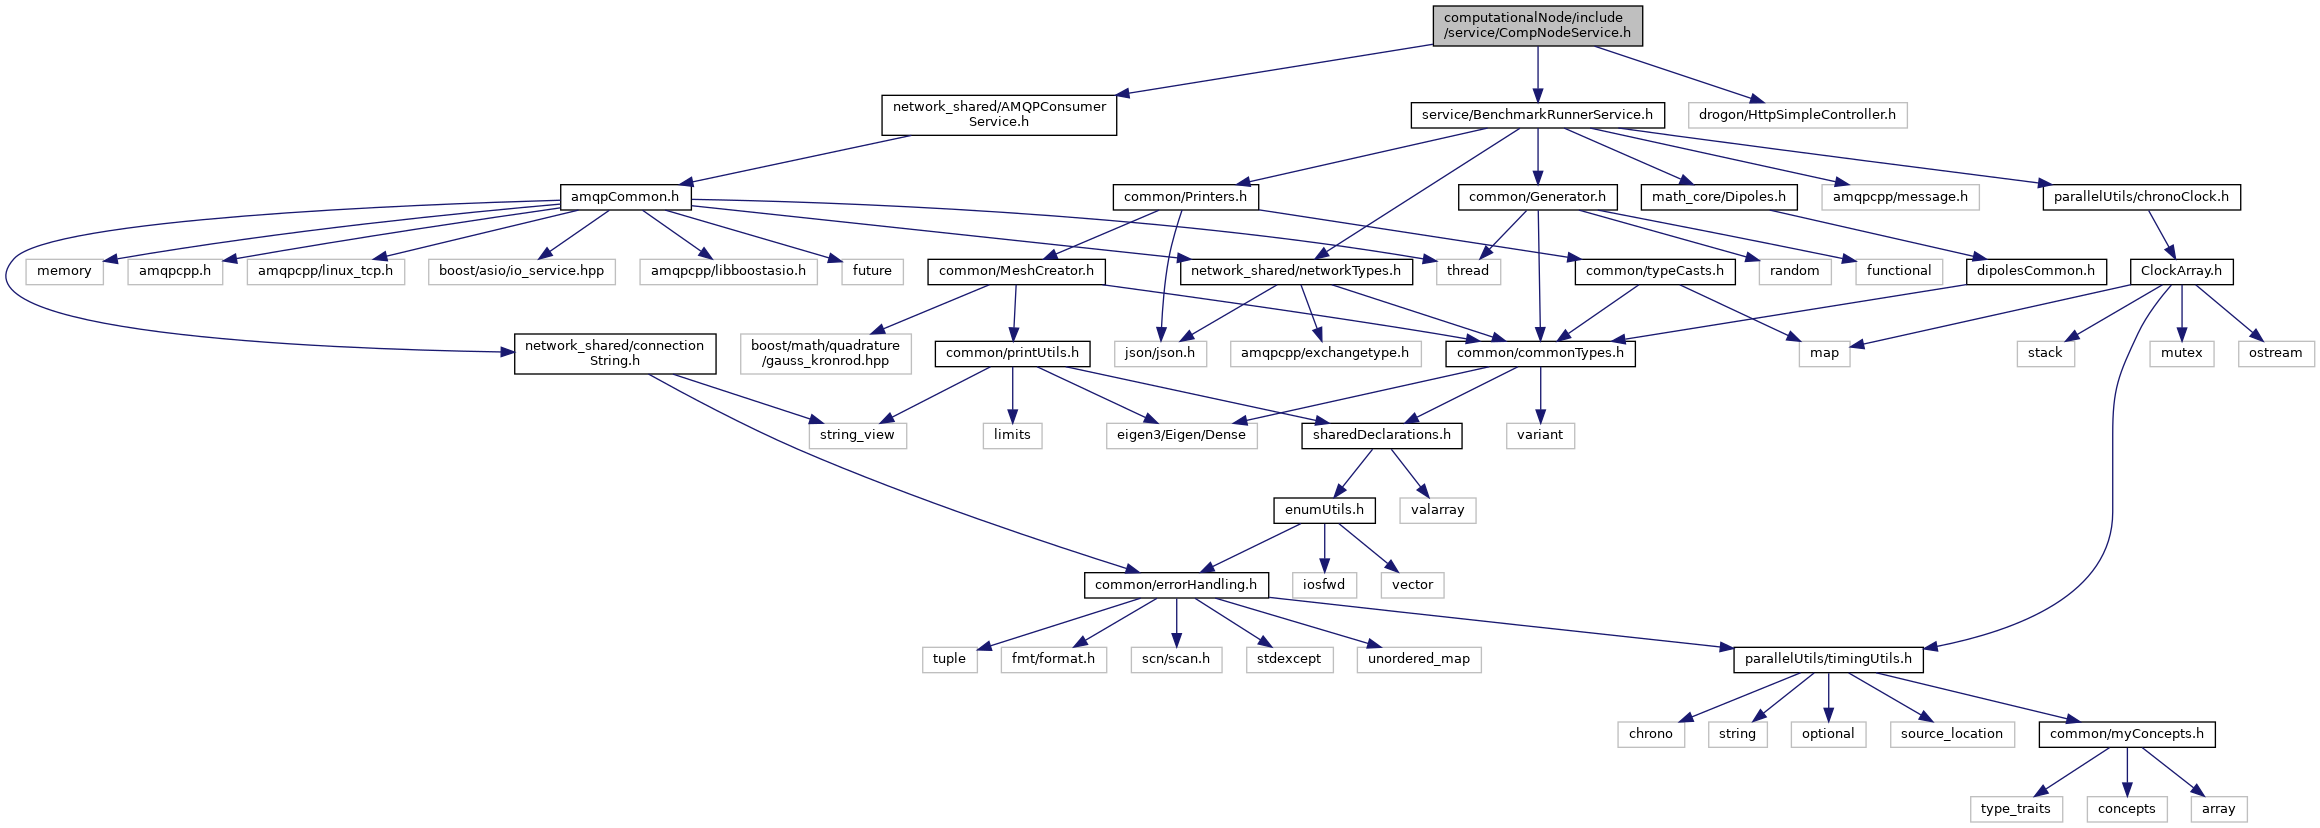 computationalNode/include
/service/CompNodeService.h
network_shared/AMQPConsumer
Service.h
service/BenchmarkRunnerService.h
drogon/HttpSimpleController.h
amqpCommon.h
common/Printers.h
common/Generator.h
math_core/Dipoles.h
amqpcpp/message.h
parallelUtils/chronoClock.h
memory
amqpcpp.h
amqpcpp/linux_tcp.h
boost/asio/io_service.hpp
amqpcpp/libboostasio.h
future
common/MeshCreator.h
network_shared/networkTypes.h
thread
common/typeCasts.h
random
functional
dipolesCommon.h
ClockArray.h
network_shared/connection
String.h
boost/math/quadrature
/gauss_kronrod.hpp
common/printUtils.h
json/json.h
amqpcpp/exchangetype.h
common/commonTypes.h
map
stack
mutex
ostream
string_view
limits
eigen3/Eigen/Dense
sharedDeclarations.h
variant
enumUtils.h
valarray
common/errorHandling.h
iosfwd
vector
tuple
fmt/format.h
scn/scan.h
stdexcept
unordered_map
parallelUtils/timingUtils.h
chrono
string
optional
source_location
common/myConcepts.h
type_traits
concepts
array